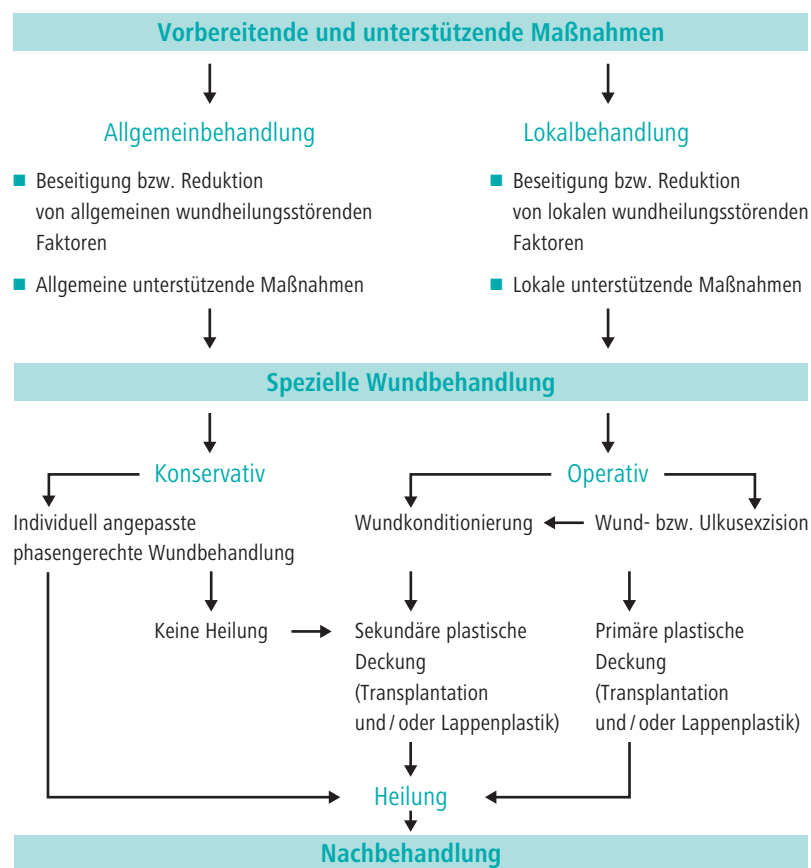 Vorbereitende und unterstützende Maßnahmen
Allgemeinbehandlung
Beseitigung bzw. Reduktion
von allgemeinen wundheilungsstörenden
Faktoren
Allgemeine unterstützende Maßnahmen
Lokalbehandlung
Beseitigung bzw. Reduktion
von lokalen wundheilungsstörenden
Faktoren
Lokale unterstützende Maßnahmen
Spezielle Wundbehandlung
Konservativ
Individuell angepasste
phasengerechte Wundbehandlung
Keine Heilung
Operativ
Wundkonditionierung
Wund- bzw. Ulkusexzision
Sekundäre plastische
Deckung
(Transplantation
und / oder Lappenplastik)
Primäre plastische
Deckung
(Transplantation
und / oder Lappenplastik)
Heilung
Nachbehandlung